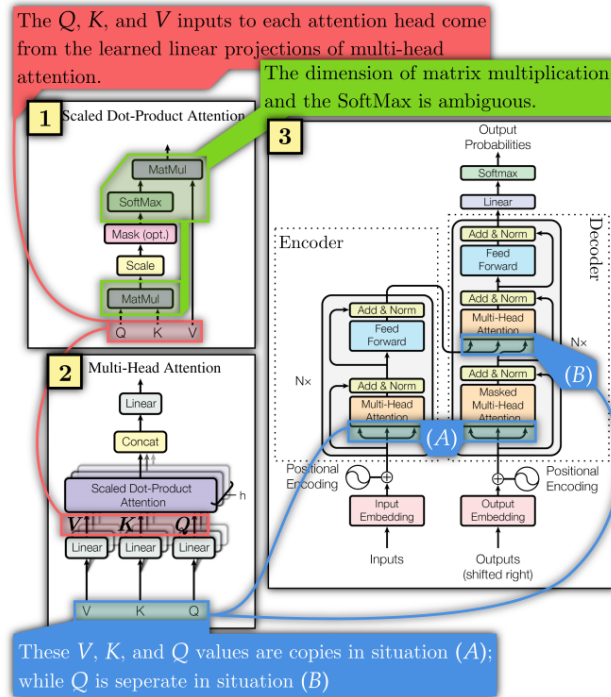 The Q, K, and V inputs to each attention head come
from the learned linear projections of multi-head
attention.
The dimension of matrix multiplication
and the SoftMax is ambiguous.
1
Scaled Dot-Product Attention
MatMul
SoftMax
Mask (opt.)
Scale
MatMul
Q K V
2
Multi-Head Attention
Linear
Concat
Scaled Dot-Product
Attention
h
V K Q
Linear Linear Linear
V K Q
3
Output
Probabilities
Softmax
Linear
Decoder
Add & Norm
Feed
Forward
Add & Norm
Multi-Head
Attention
(B)
Nx
Add & Norm
Masked
Multi-Head
Attention
Encoder
Add & Norm
Feed
Forward
Nx
Add & Norm
Multi-Head
Attention
(A)
Positional
Encoding
Positional
Encoding
Input
Embedding
Output
Embedding
Inputs
Outputs
(shifted right)
These V, K, and Q values are copies in situation (A);
while Q is seperate in situation (B)